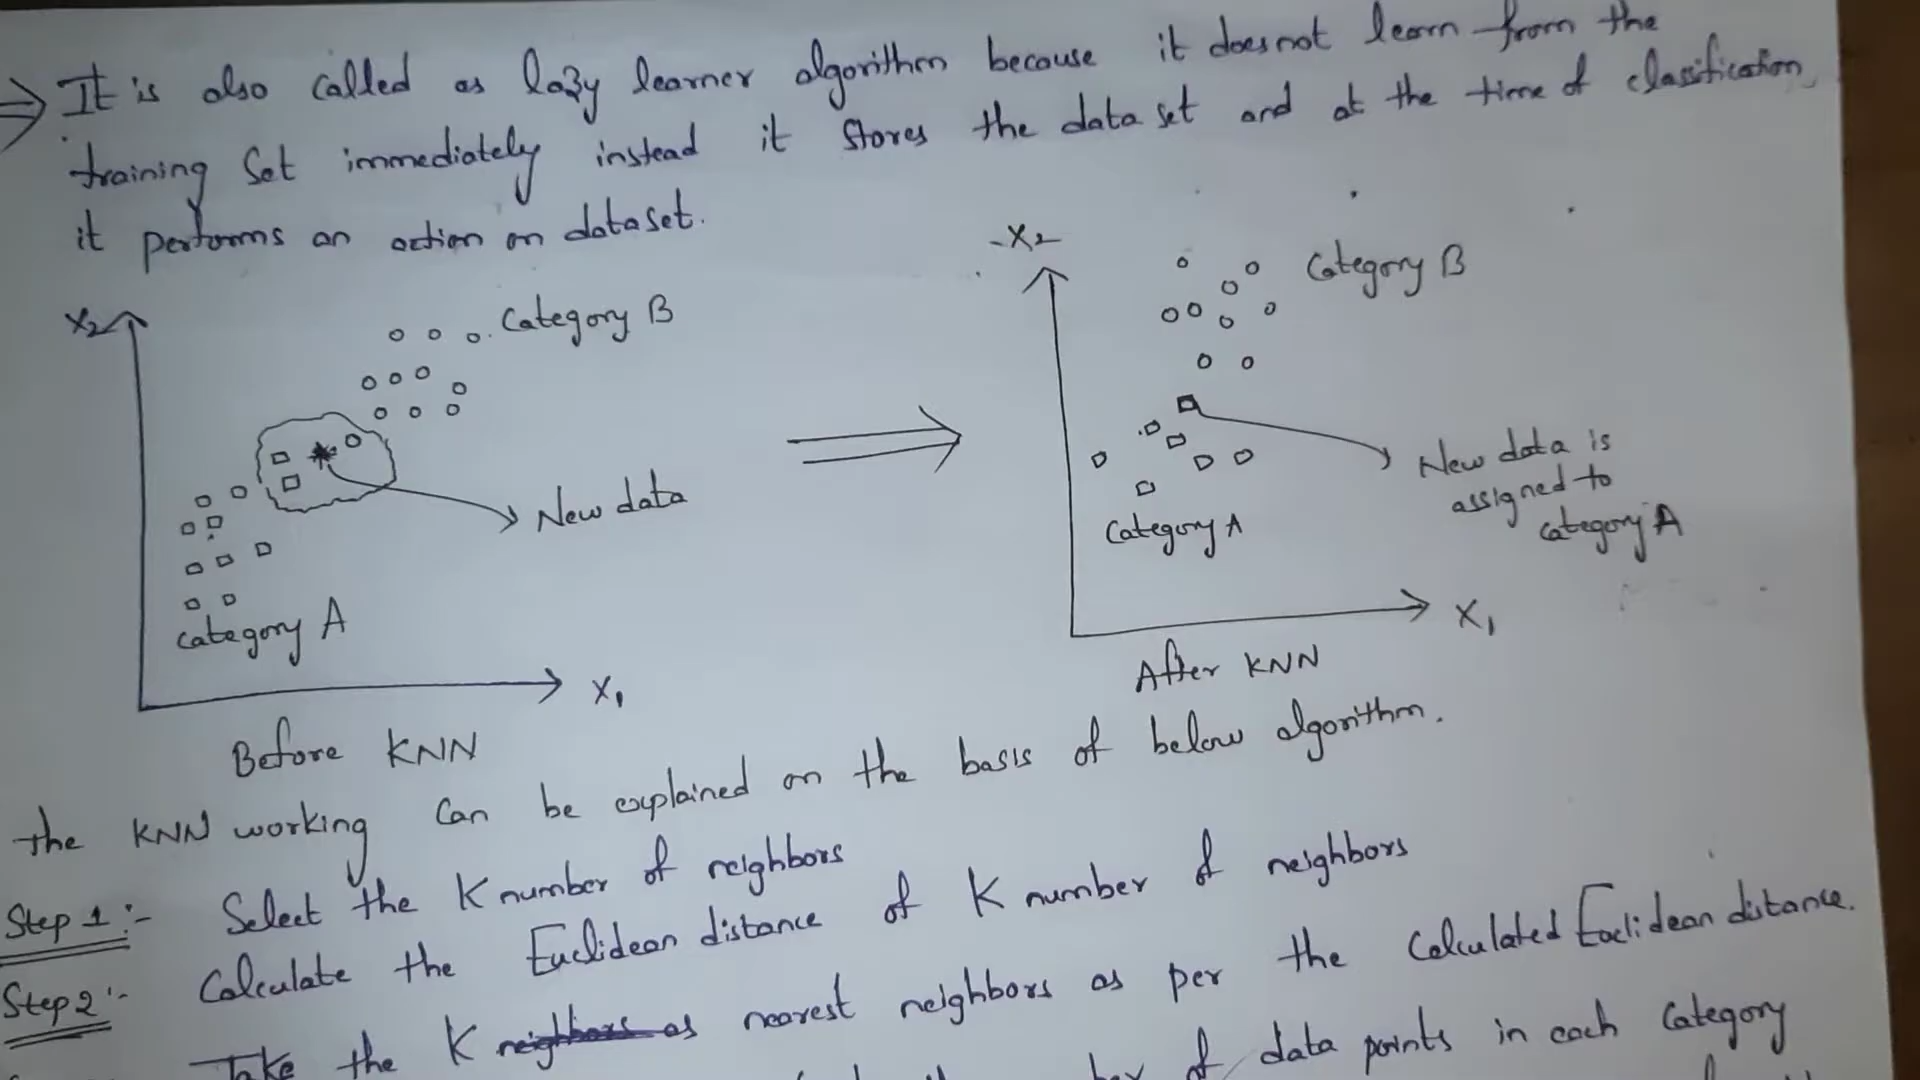 ⇒ It is also called as lazy learner algorithm because it does not learn from the
training set immediately instead it stores the data set and at the time of classification
it performs an action on dataset.
X2
Category B
New data
Category A
X1
Before KNN
X2
Category B
New data is
assigned to
category A
Category A
X1
After KNN
the KNN working can be explained on the basis of below algorithm.
Step 1:- Select the K number of neighbors
Step 2:- Calculate the Euclidean distance of K number of neighbors
Take the K neighbors as nearest neighbors as per the calculated Euclidean distance.
of data points in each category